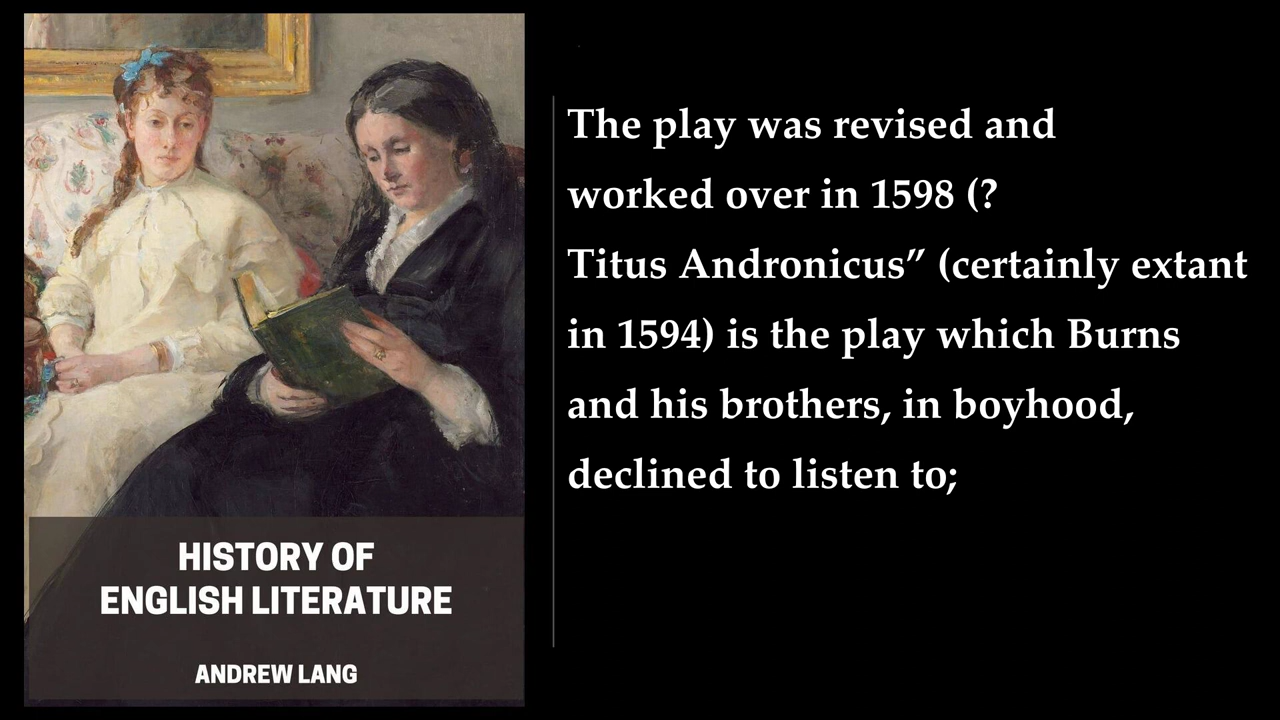 HISTORY OF
ENGLISH LITERATURE
ANDREW LANG
The play was revised and
worked over in 1598 (?
Titus Andronicus” (certainly extant
in 1594) is the play which Burns
and his brothers, in boyhood,
declined to listen to;